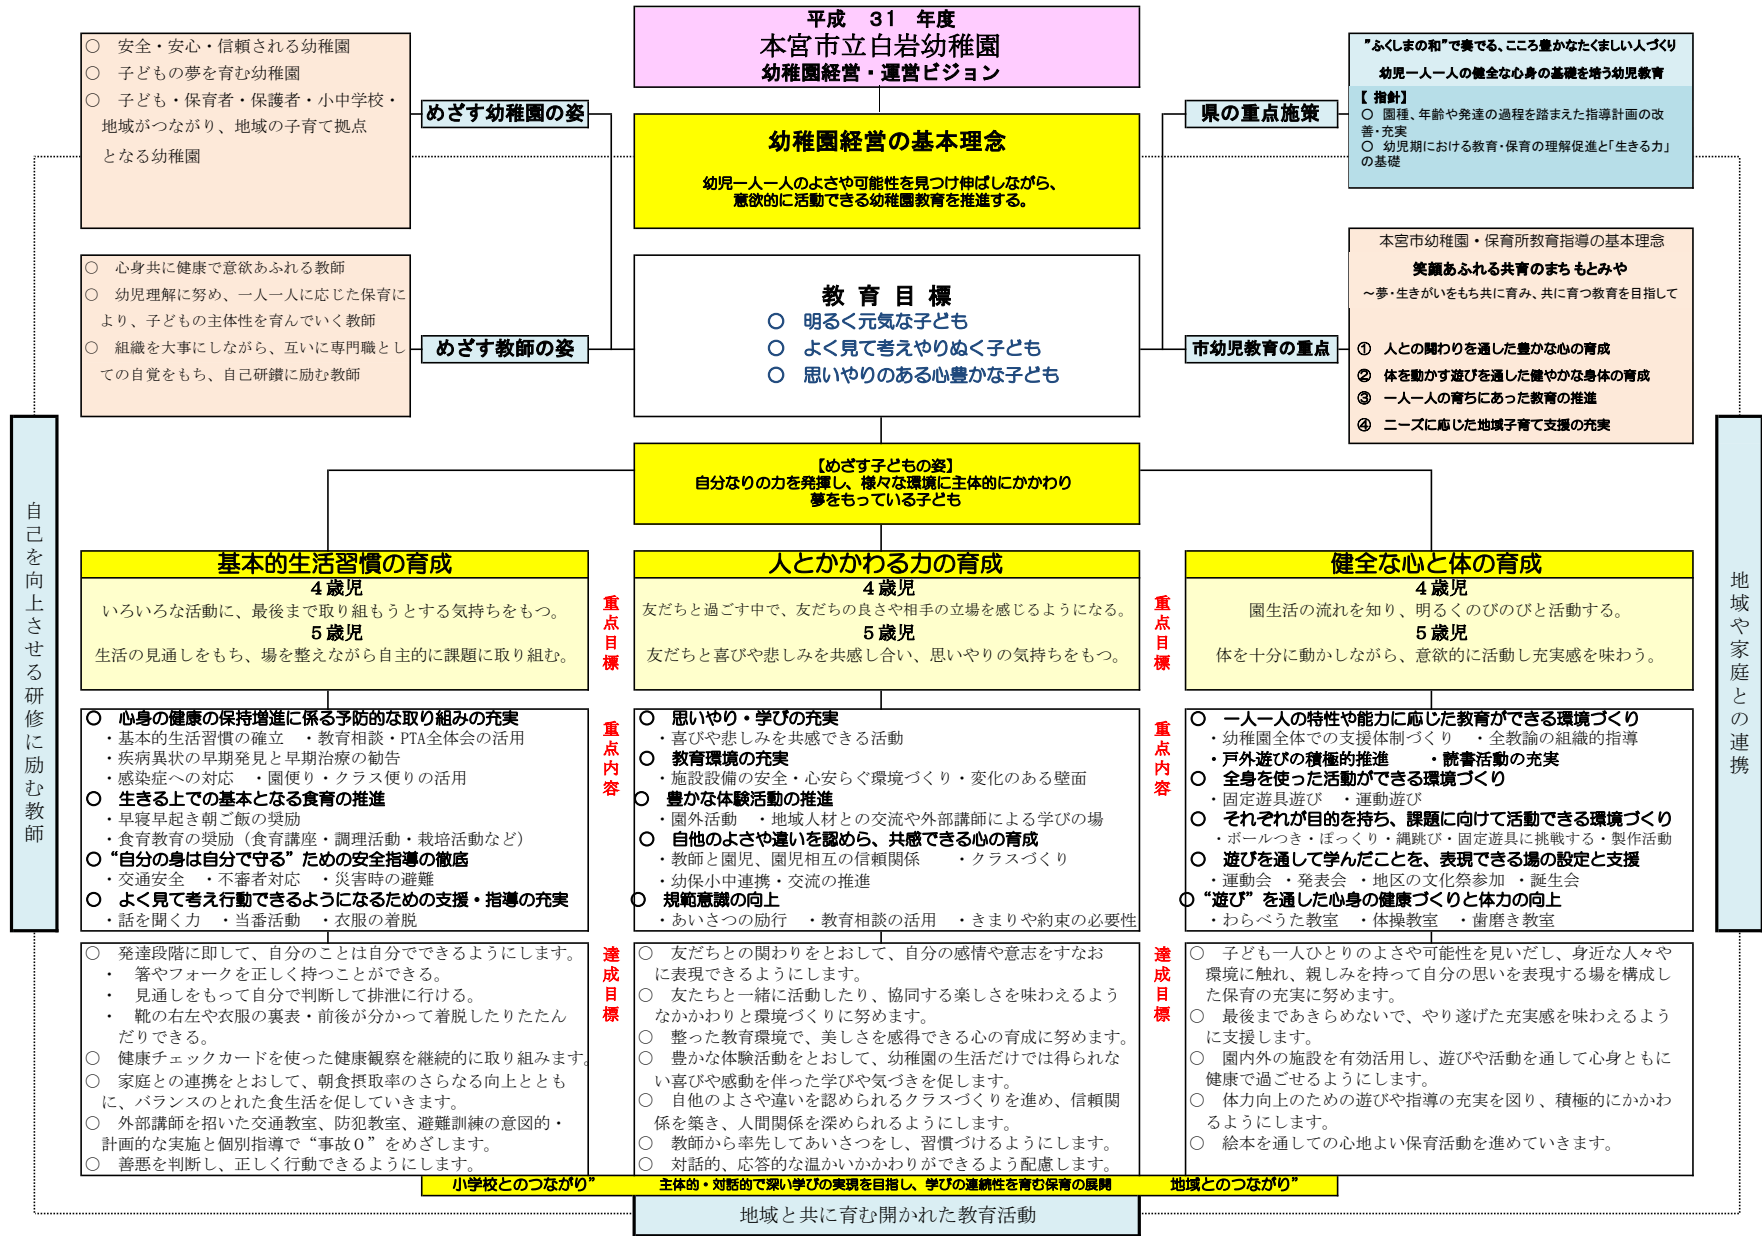 平成　31　年度
本宮市立白岩幼稚園
幼稚園経営・運営ビジョン
○　安全・安心・信頼される幼稚園
○　子どもの夢を育む幼稚園
○　子ども・保育者・保護者・小中学校・
地域がつながり、地域の子育て拠点
となる幼稚園
めざす幼稚園の姿
幼稚園経営の基本理念
幼児一人一人のよさや可能性を見つけ伸ばしながら、
意欲的に活動できる幼稚園教育を推進する。
県の重点施策
"ふくしまの和"で奏でる、こころ豊かなたくましい人づくり
幼児一人一人の健全な心身の基礎を培う幼児教育
【 指針】
○　園種、年齢や発達の過程を踏まえた指導計画の改
善・充実
○　幼児期における教育・保育の理解促進と「生きる力」
の基礎
○　心身共に健康で意欲あふれる教師
○　幼児理解に努め、一人一人に応じた保育に
より、子どもの主体性を育んでいく教師
○　組織を大事にしながら、互いに専門職とし
ての自覚をもち、自己研鑽に励む教師
めざす教師の姿
教 育 目 標
○　明るく元気な子ども
○　よく見て考えやりぬく子ども
○　思いやりのある心豊かな子ども
市幼児教育の重点
本宮市幼稚園・保育所教育指導の基本理念
笑顔あふれる共育のまち もとみや
～夢・生きがいをもち共に育み、共に育つ教育を目指して
①　人との関わりを通した豊かな心の育成
②　体を動かす遊びを通した健やかな身体の育成
③　一人一人の育ちにあった教育の推進
④　ニーズに応じた地域子育て支援の充実
【めざす子どもの姿】
自分なりの力を発揮し、様々な環境に主体的にかかわり
夢をもっている子ども
自己を向上させる研修に励む教師
基本的生活習慣の育成
4 歳児
いろいろな活動に、最後まで取り組もうとする気持ちをもつ。
5 歳児
生活の見通しをもち、場を整えながら自主的に課題に取り組む。
重点目標
人とかかわる力の育成
4 歳児
友だちと過ごす中で、友だちの良さや相手の立場を感じるようになる。
5 歳児
友だちと喜びや悲しみを共感し合い、思いやりの気持ちをもつ。
重点目標
健全な心と体の育成
4 歳児
園生活の流れを知り、明るくのびのびと活動する。
5 歳児
体を十分に動かしながら、意欲的に活動し充実感を味わう。
地域や家庭との連携
○　心身の健康の保持増進に係る予防的な取り組みの充実
・基本的生活習慣の確立　・教育相談・PTA全体会の活用
・疾病異状の早期発見と早期治療の勧告
・感染症への対応　・園便り・クラス便りの活用
○　生きる上での基本となる食育の推進
・早寝早起き朝ご飯の奨励
・食育教育の奨励（食育講座・調理活動・栽培活動など）
○ “自分の身は自分で守る” ための安全指導の徹底
・交通安全　・不審者対応　・災害時の避難
○　よく見て考え行動できるようになるための支援・指導の充実
・話を聞く力　・当番活動　・衣服の着脱
重点内容
○　思いやり・学びの充実
・喜びや悲しみを共感できる活動
○　教育環境の充実
・施設設備の安全・心安らぐ環境づくり・変化のある壁面
○　豊かな体験活動の推進
・園外活動　・地域人材との交流や外部講師による学びの場
○　自他のよさや違いを認めら、共感できる心の育成
・教師と園児、園児相互の信頼関係　　・クラスづくり
・幼保小中連携・交流の推進
○　規範意識の向上
・あいさつの励行　・教育相談の活用　・きまりや約束の必要性
重点内容
○　一人一人の特性や能力に応じた教育ができる環境づくり
・幼稚園全体での支援体制づくり　・全教諭の組織的指導
・戸外遊びの積極的推進　　・読書活動の充実
○　全身を使った活動ができる環境づくり
・固定遊具遊び　・運動遊び
○　それぞれが目的を持ち、課題に向けて活動できる環境づくり
・ボールつき・ぽっくり・縄跳び・固定遊具に挑戦する・製作活動
○　遊びを通して学んだことを、表現できる場の設定と支援
・運動会　・発表会　・地区の文化祭参加　・誕生会
○ “遊び” を通した心身の健康づくりと体力の向上
・わらべうた教室　・体操教室　・歯磨き教室
○　発達段階に即して、自分のことは自分でできるようにします。
・　箸やフォークを正しく持つことができる。
・　見通しをもって自分で判断して排泄に行ける。
・　靴の右左や衣服の裏表・前後が分かって着脱したりたたん
だりできる。
○　健康チェックカードを使った健康観察を継続的に取り組みます。
○　家庭との連携をとおして、朝食摂取率のさらなる向上ととも
に、バランスのとれた食生活を促していきます。
○　外部講師を招いた交通教室、防犯教室、避難訓練の意図的・
計画的な実施と個別指導で “事故０” をめざします。
○　善悪を判断し、正しく行動できるようにします。
達成目標
○　友だちとの関わりをとおして、自分の感情や意志をすなお
に表現できるようにします。
○　友たちと一緒に活動したり、協同する楽しさを味わえるよう
なかかわりと環境づくりに努めます。
○　整った教育環境で、美しさを感得できる心の育成に努めます。
○　豊かな体験活動をとおして、幼稚園の生活だけでは得られな
い喜びや感動を伴った学びや気づきを促します。
○　自他のよさや違いを認められるクラスづくりを進め、信頼関
係を築き、人間関係を深められるようにします。
○　教師から率先してあいさつをし、習慣づけるようにします。
○　対話的、応答的な温かいかかわりができるよう配慮します。
達成目標
○　子ども一人ひとりのよさや可能性を見いだし、身近な人々や
環境に触れ、親しみを持って自分の思いを表現する場を構成し
た保育の充実に努めます。
○　最後まであきらめないで、やり遂げた充実感を味わえるよう
に支援します。
○　園内外の施設を有効活用し、遊びや活動を通して心身ともに
健康で過ごせるようにします。
○　体力向上のための遊びや指導の充実を図り、積極的にかかわ
るようにします。
○　絵本を通しての心地よい保育活動を進めていきます。
小学校とのつながり”　主体的・対話的で深い学びの実現を目指し、学びの連続性を育む保育の展開　地域とのつながり”
地域と共に育む開かれた教育活動